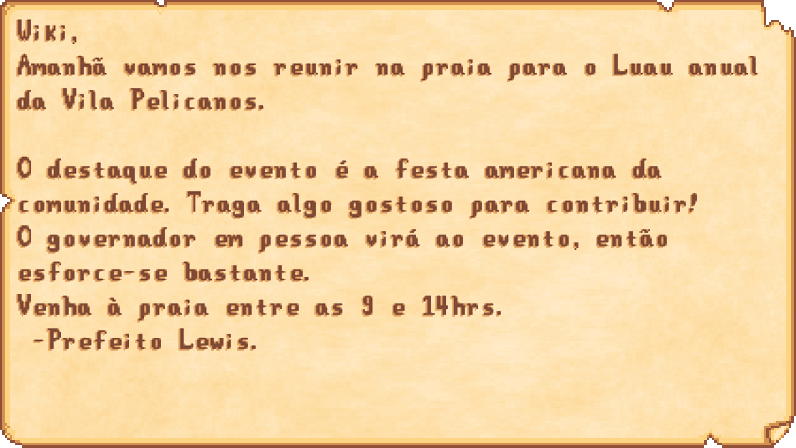 Wiki,
Amanhã vamos nos reunir na praia para o Luau anual
da Vila Pelicanos.
O destaque do evento é a festa americana da
comunidade. Traga algo gostoso para contribuir!
O governador em pessoa virá ao evento, então
esforce-se bastante.
Venha à praia entre as 9 e 14hrs.
-Prefeito Lewis.